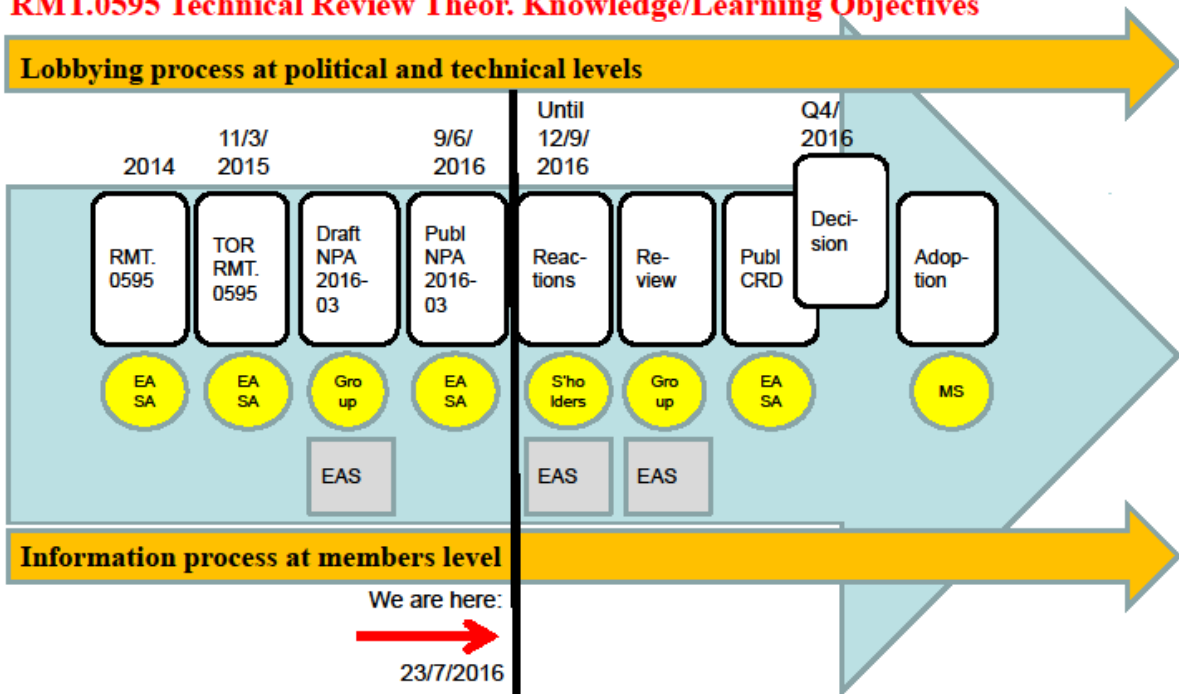 RMT.0595 Technical Review Theor. Knowledge/Learning Objectives
Lobbying process at political and technical levels
2014
11/3/
2015
9/6/
2016
Until
12/9/
2016
Q4/
2016
RMT.
0595
TOR
RMT.
0595
Draft
NPA
2016-
03
Publ
NPA
2016-
03
Reac-
tions
Re-
view
Publ
CRD
Deci-
sion
Adop-
tion
EA
SA
EA
SA
Gro
up
EA
SA
S'ho
lders
Gro
up
EA
SA
MS
EAS
EAS
EAS
Information process at members level
We are here:
23/7/2016